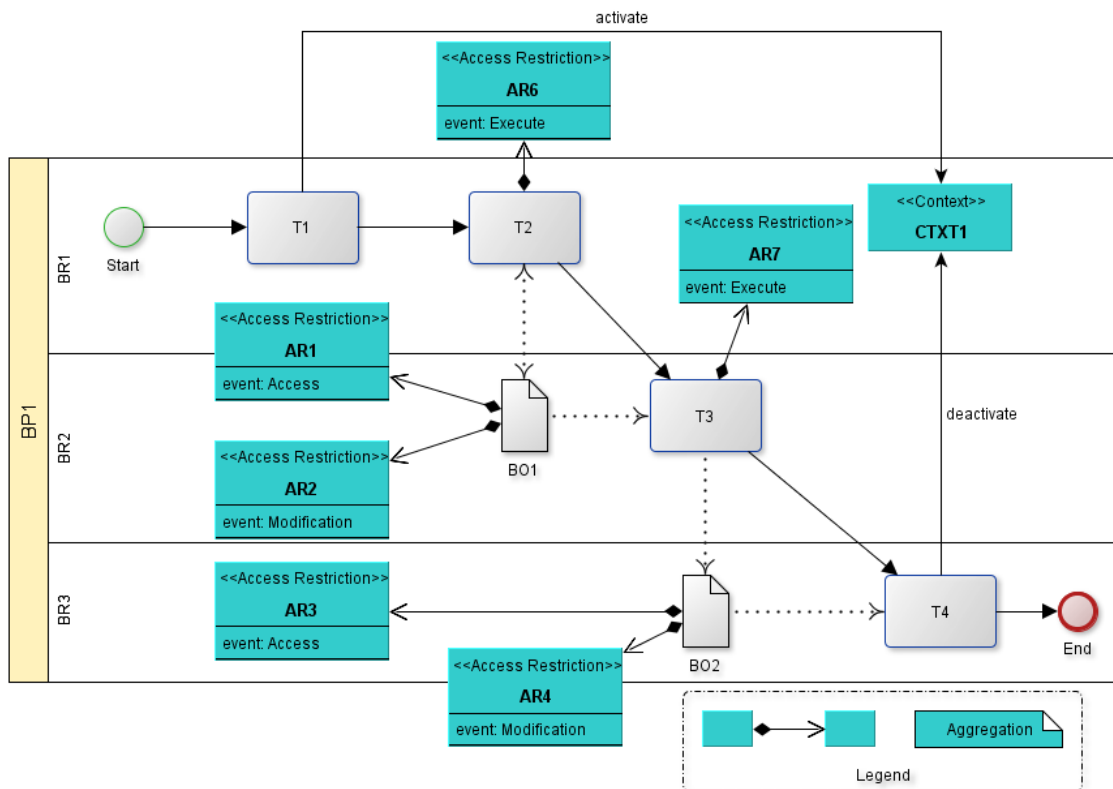 activate
<<Access Restriction>>
AR6
event: Execute
BP1
BR1
Start
T1
T2
<<Access Restriction>>
AR7
event: Execute
<<Context>>
CTXT1
<<Access Restriction>>
AR1
event: Access
BR2
BO1
T3
deactivate
<<Access Restriction>>
AR2
event: Modification
BR3
<<Access Restriction>>
AR3
event: Access
BO2
T4
End
<<Access Restriction>>
AR4
event: Modification
Aggregation
Legend